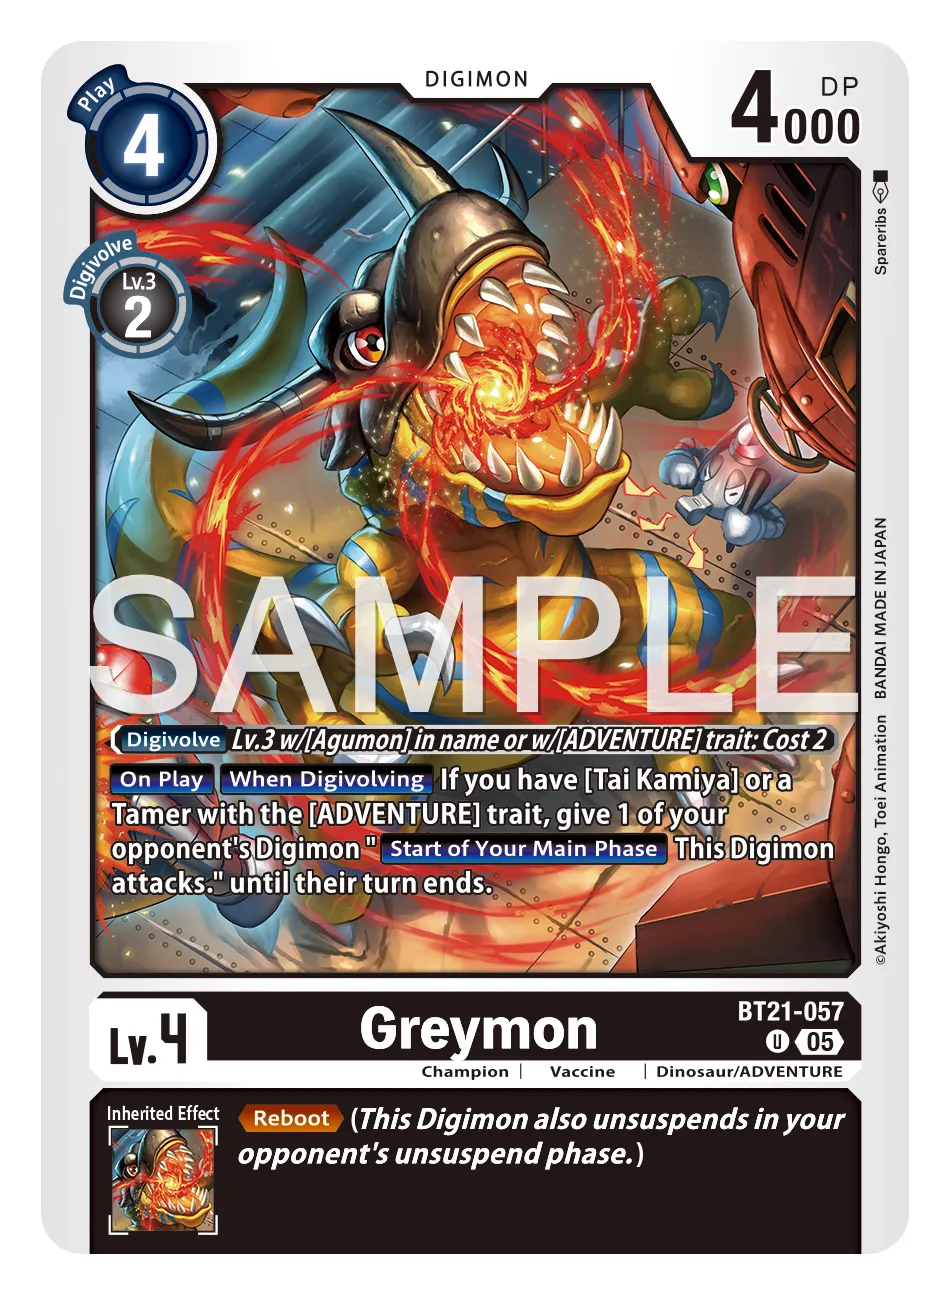 DIGIMON
Play
4
DP
4000
Digivolve
Lv.3
2
Spareribs
SAMPLE
Digivolve Lv.3 w/[Agumon] in name or w/[ADVENTURE] trait: Cost 2
On Play When Digivolving If you have [Tai Kamiya] or a
Tamer with the [ADVENTURE] trait, give 1 of your
opponent's Digimon " Start of Your Main Phase This Digimon
attacks." until their turn ends.
©Akiyoshi Hongo, Toei Animation BANDAI MADE IN JAPAN
Lv.4
Greymon
BT21-057
U 05
Champion | Vaccine | Dinosaur/ADVENTURE
Inherited Effect
Reboot (This Digimon also unsuspends in your
opponent's unsuspend phase.)